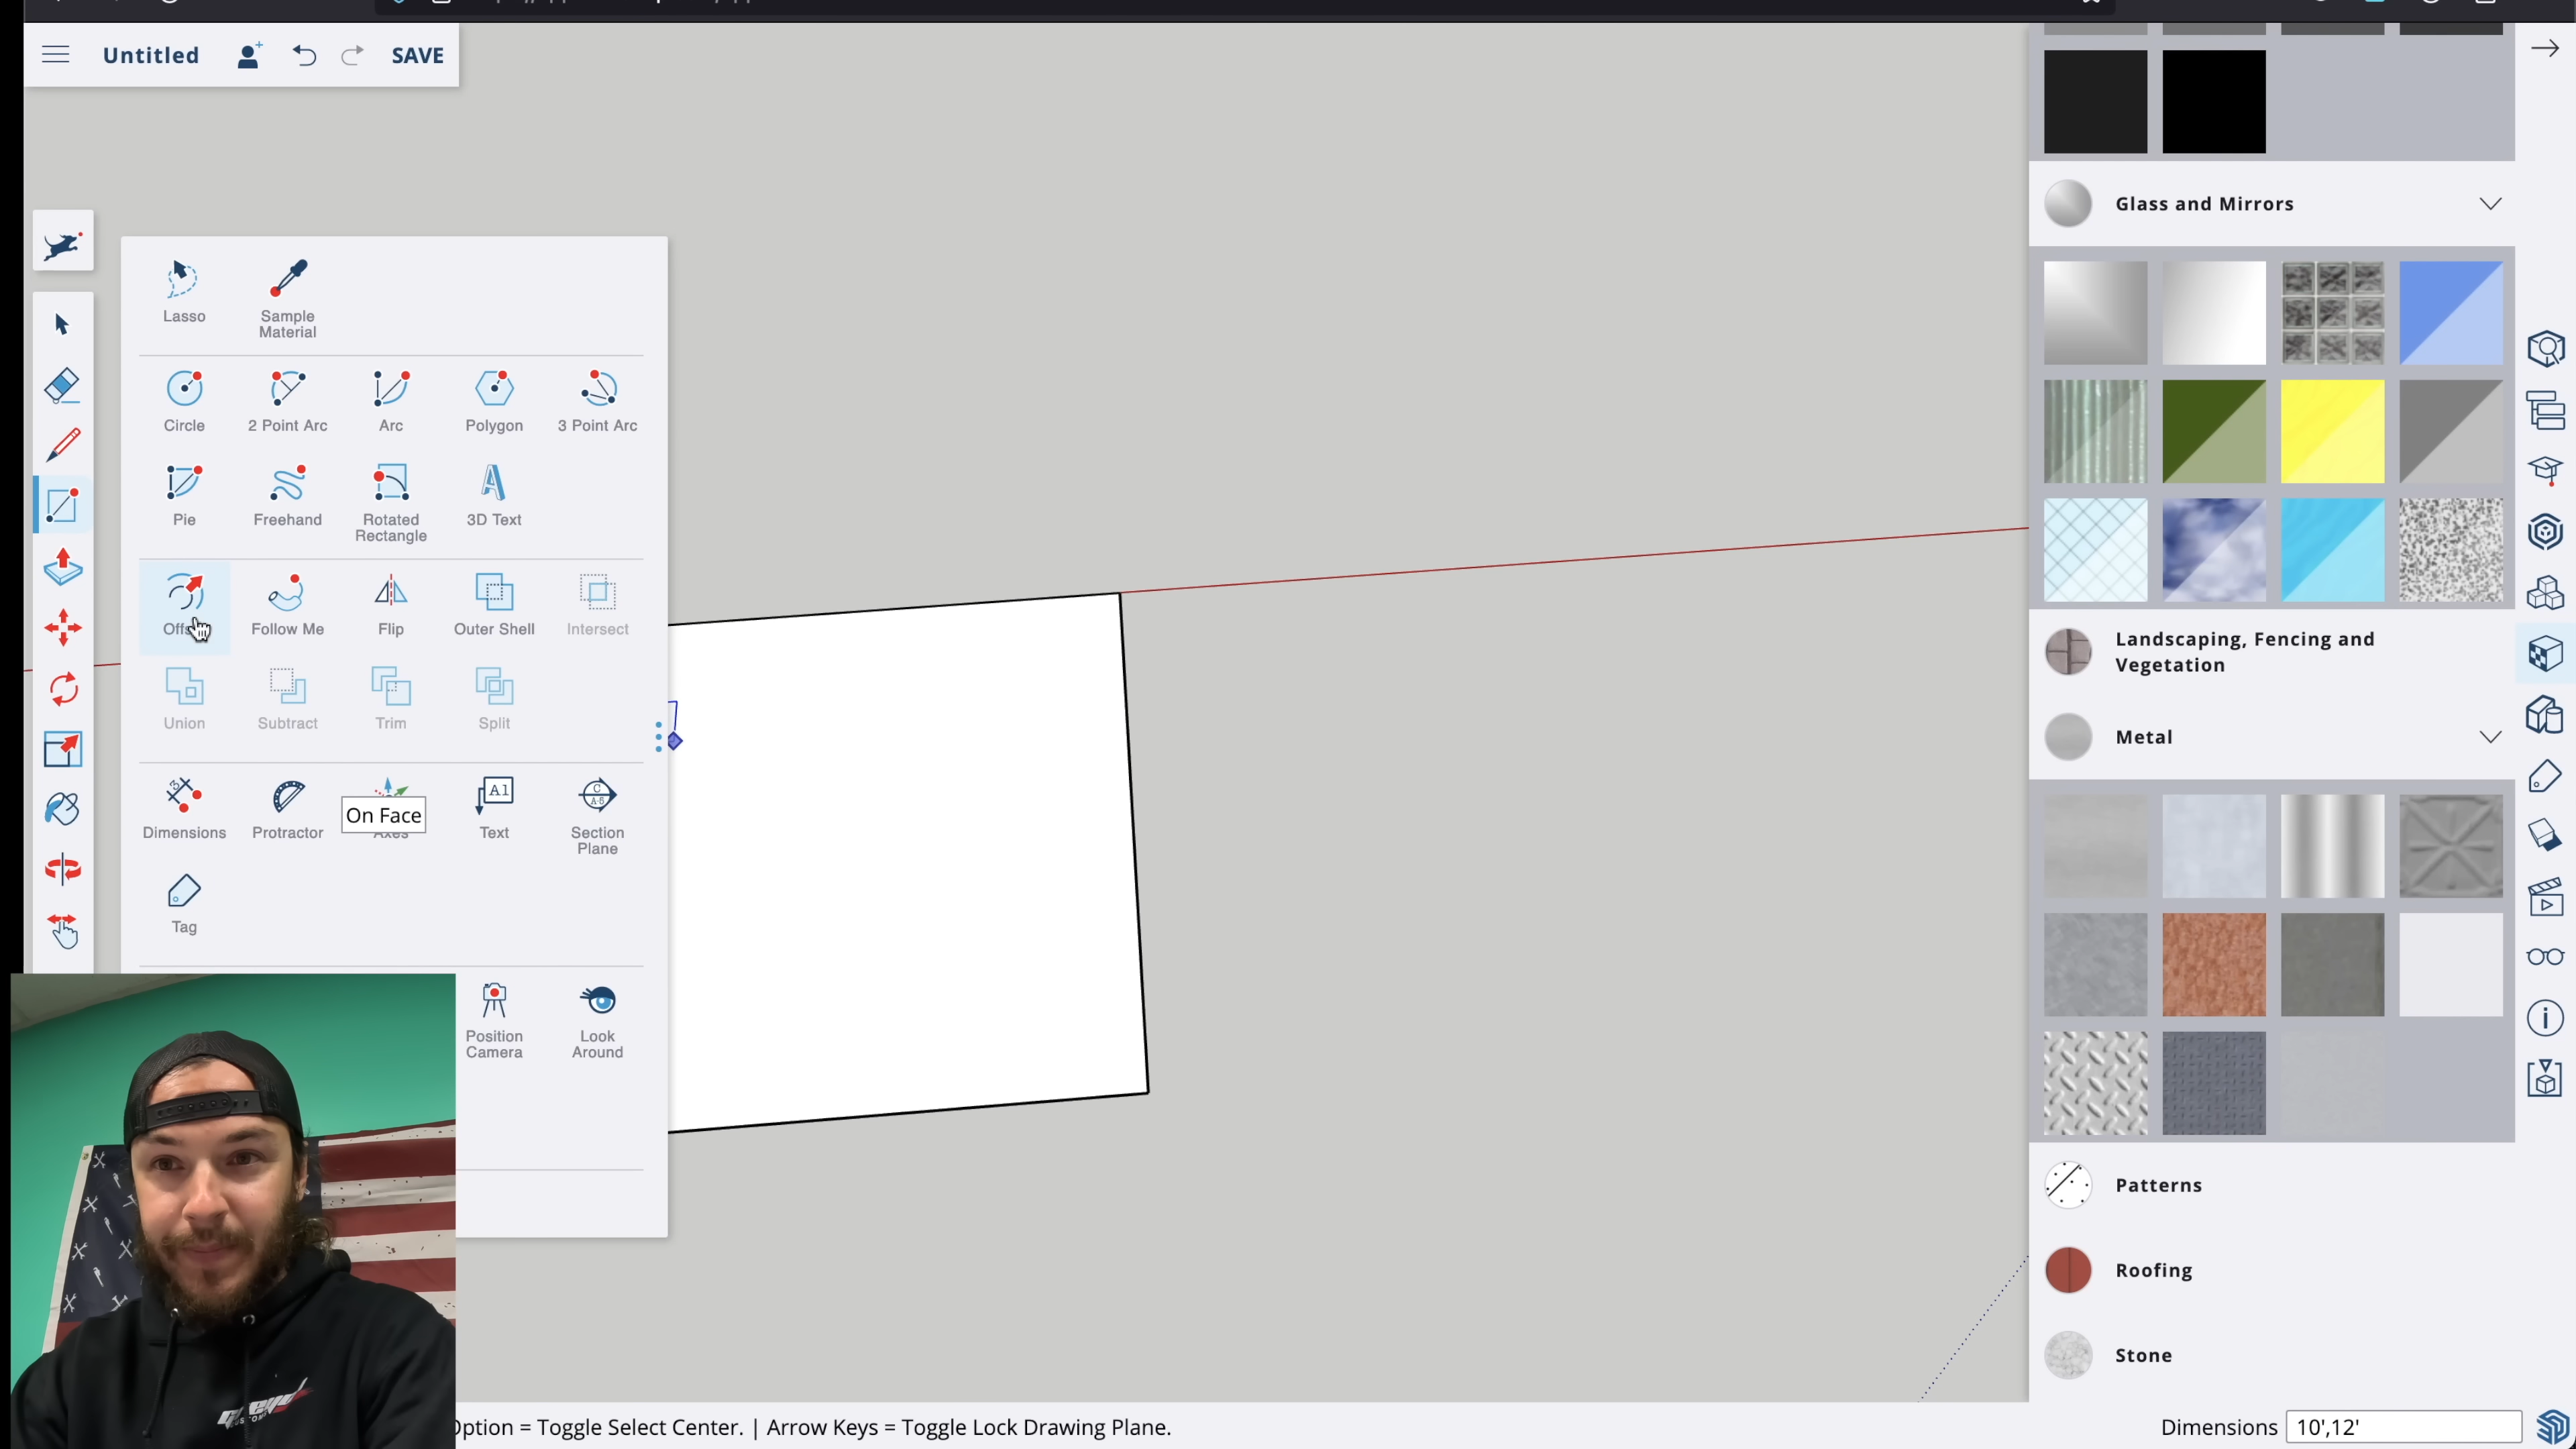 Untitled
SAVE
Lasso
Sample
Material
Circle
2 Point Arc
Arc
Polygon
3 Point Arc
Pie
Freehand
Rotated
Rectangle
3D Text
Follow Me
Flip
Outer Shell
Intersect
Union
Subtract
Trim
Split
A1
C
A-B
Dimensions
Protractor
On Face
Axes
Text
Section
Plane
Tag
Position
Camera
Look
Around
Glass and Mirrors
Landscaping, Fencing and
Vegetation
Metal
Patterns
Roofing
Stone
Option = Toggle Select Center. | Arrow Keys = Toggle Lock Drawing Plane.
Dimensions 10',12'